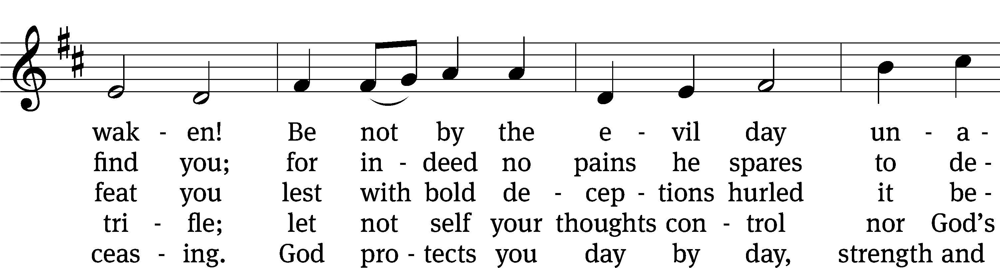 wak - en! Be not by the e - vil day un - a -
find you; for in - deed no pains he spares to de -
feat you lest with bold de - cep - tions hurled it be -
tri - fle; let not self your thoughts con - trol nor God’s
ceas - ing. God pro - tects you day by day, strength and